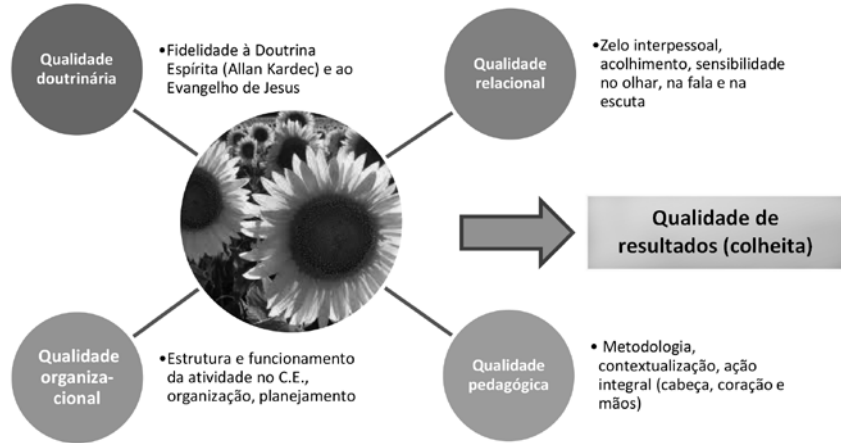 Qualidade
doutrinária
•Fidelidade à Doutrina
Espírita (Allan Kardec) e ao
Evangelho de Jesus
Qualidade
relacional
•Zelo interpessoal,
acolhimento, sensibilidade
no olhar, na fala e na
escuta
Qualidade de
resultados (colheita)
Qualidade
organiza-
cional
•Estrutura e funcionamento
da atividade no C.E.,
organização, planejamento
Qualidade
pedagógica
• Metodologia,
contextualização, ação
integral (cabeça, coração e
mãos)